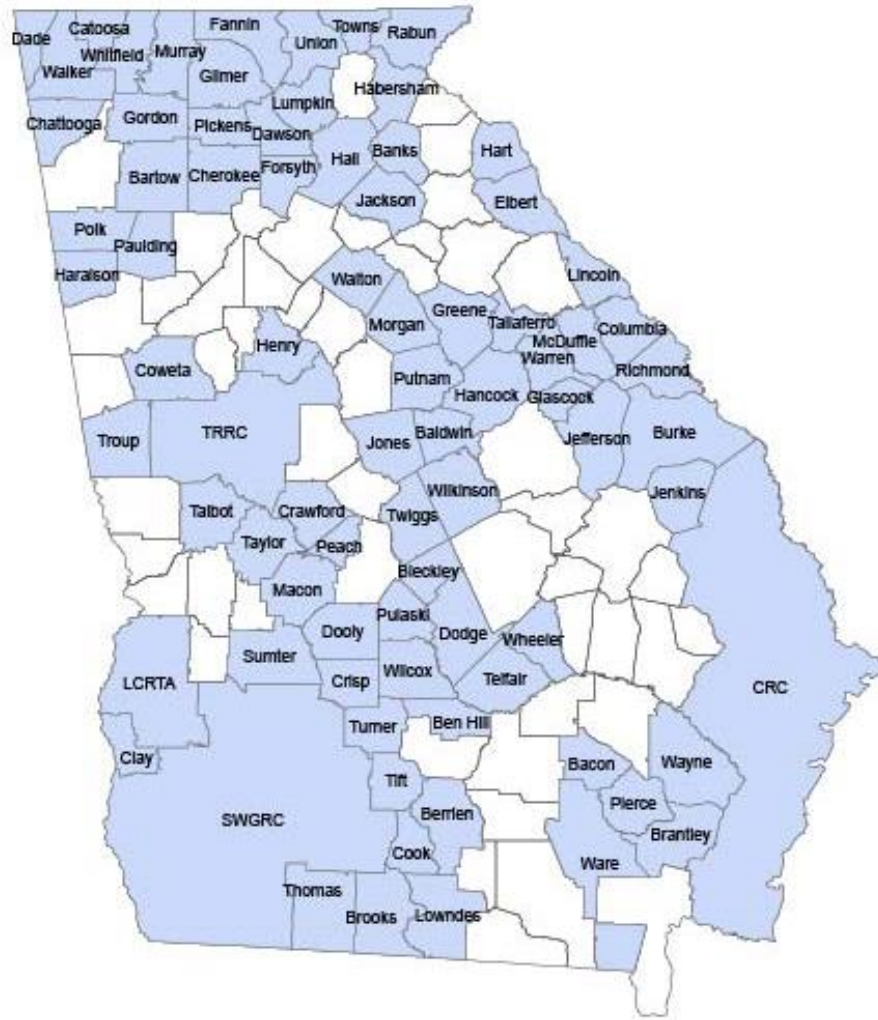 Dade
Catoosa
Whitfield
Walker
Murray
Fannin
Gilmer
Union
Towns
Rabun
Habersham
Lumpkin
Chattooga
Gordon
Pickens
Dawson
Bartow
Cherokee
Forsyth
Hall
Banks
Hart
Jackson
Elbert
Polk
Paulding
Haralson
Walton
Lincoln
Morgan
Greene
Taliaferro
Columbia
McDuffie
Warren
Richmond
Henry
Coweta
Putnam
Hancock
Glascock
Troup
TRRC
Jones
Baldwin
Jefferson
Burke
Wilkinson
Jenkins
Talbot
Crawford
Twiggs
Taylor
Peach
Bleckley
Macon
Pulaski
Dooly
Dodge
Wheeler
Sumter
Wilcox
LCRTA
Crisp
Telfair
CRC
Turner
Ben Hill
Clay
Bacon
Wayne
Tift
Pierce
Berrien
SWGRC
Brantley
Cook
Ware
Thomas
Brooks
Lowndes